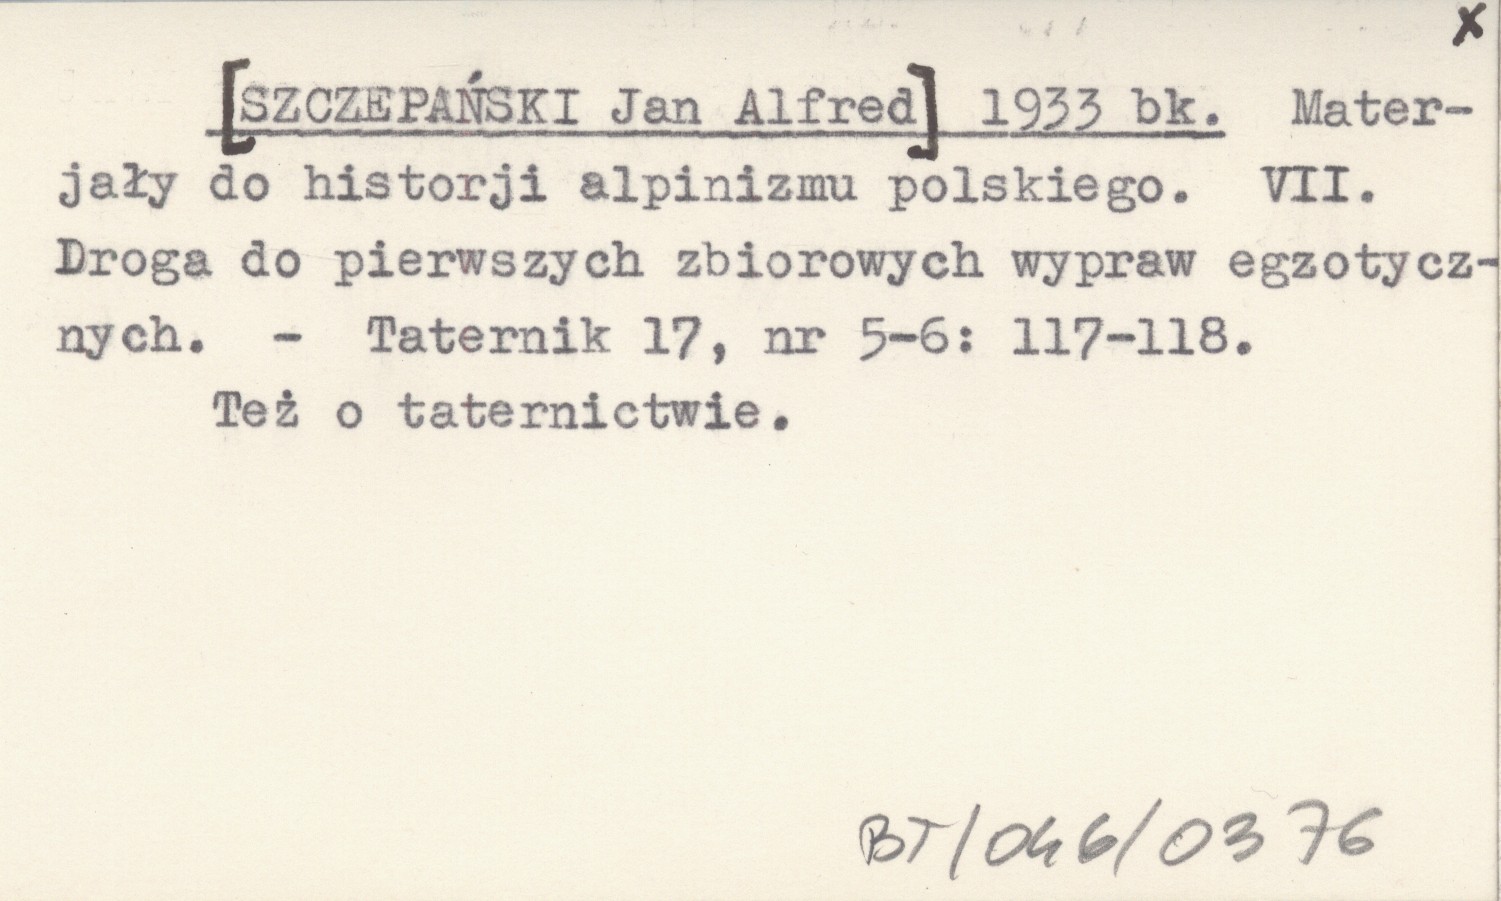 x
[SZCZEPAŃSKI Jan Alfred] 1933 bk. Mater-
jały do historji alpinizmu polskiego. VII.
Droga do pierwszych zbiorowych wypraw egzotycz-
nych. - Taternik 17, nr 5-6: 117-118.
Też o taternictwie.
BT/046/0376